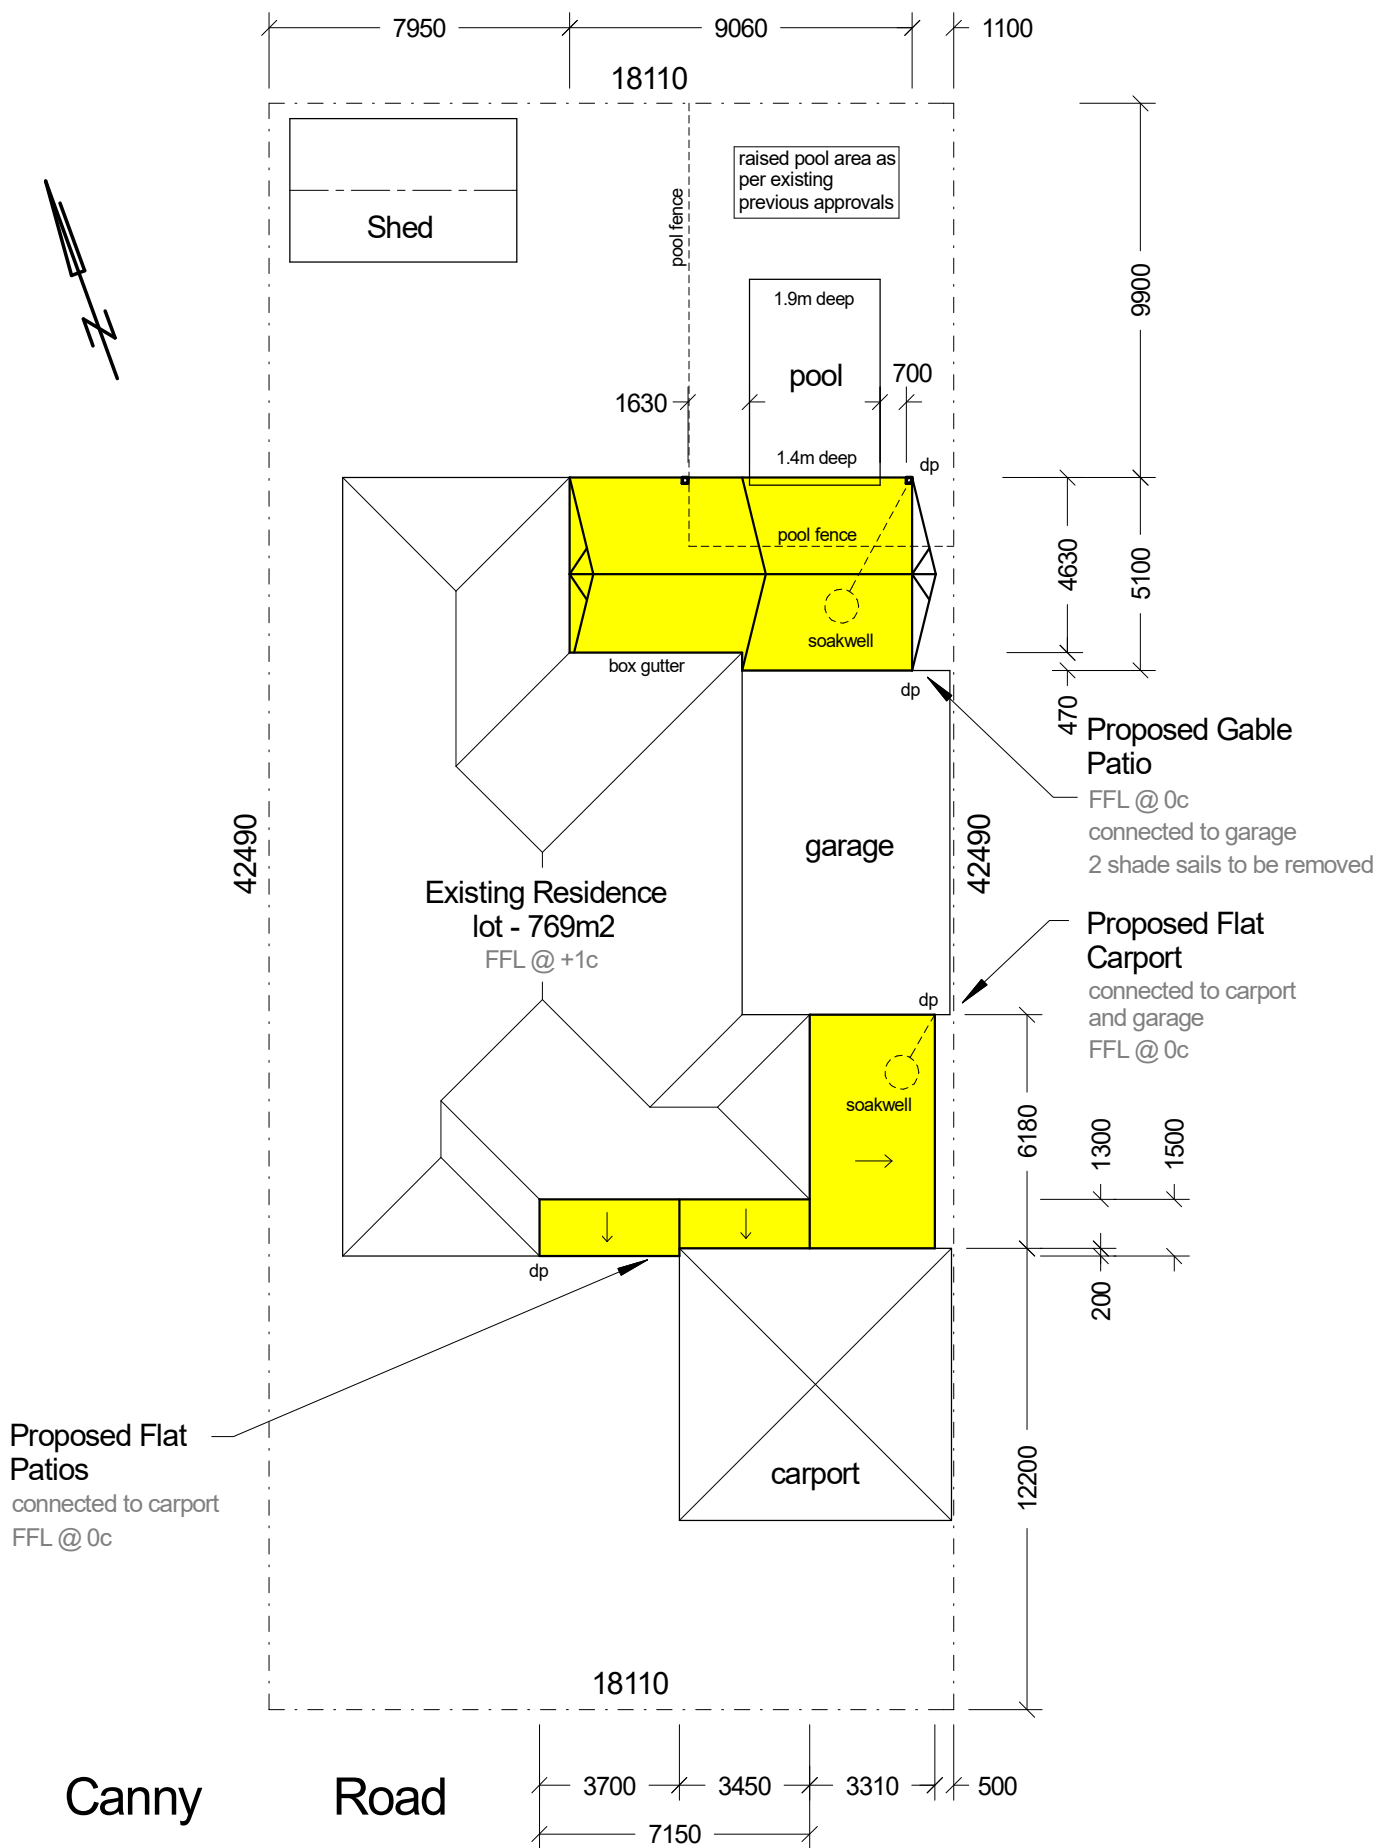 7950
9060
1100
18110
raised pool area as
per existing
previous approvals
pool fence
Shed
9900
1.9m deep
pool
700
1630
1.4m deep
dp
pool fence
4630
5100
soakwell
box gutter
dp
470
Proposed Gable
Patio
FFL @ 0c
connected to garage
2 shade sails to be removed
42490
garage
42490
Existing Residence
lot - 769m2
FFL @ +1c
Proposed Flat
Carport
connected to carport
and garage
FFL @ 0c
dp
soakwell
6180
1300
1500
dp
200
Proposed Flat
Patios
connected to carport
FFL @ 0c
carport
12200
18110
Canny Road
3700
3450
3310
500
7150